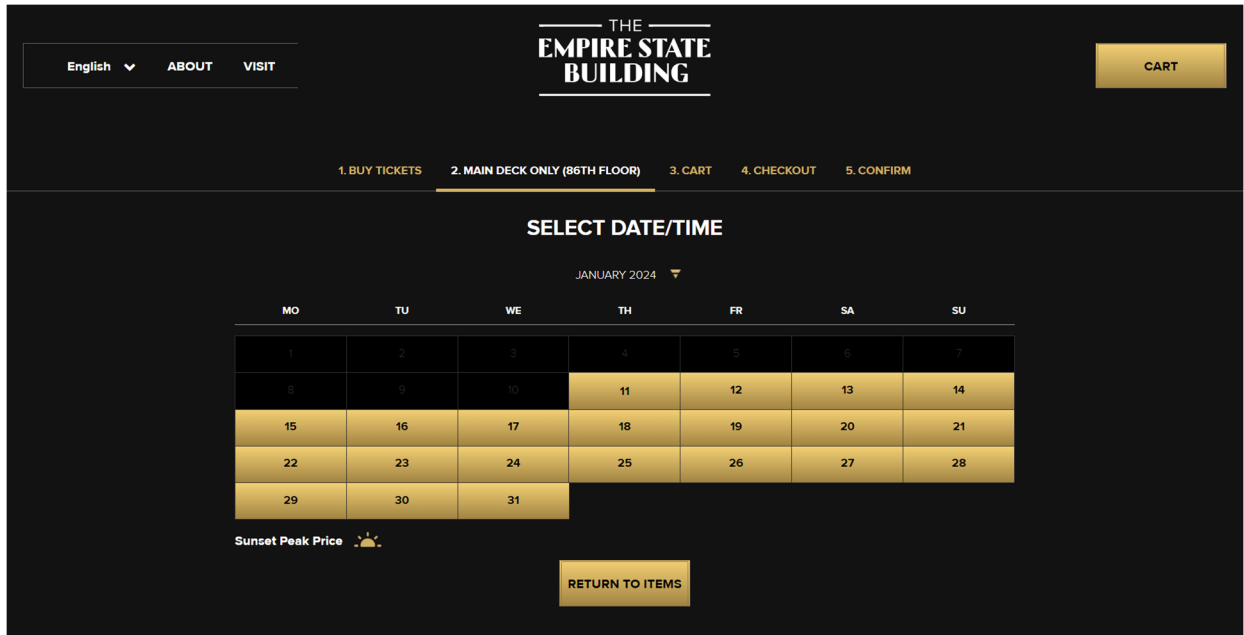 English ABOUT VISIT
THE
EMPIRE STATE
BUILDING
CART
1. BUY TICKETS 2. MAIN DECK ONLY (86TH FLOOR) 3. CART 4. CHECKOUT 5. CONFIRM
SELECT DATE/TIME
JANUARY 2024
MO TU WE TH FR SA SU
1 2 3 4 5 6 7
8 9 10 11 12 13 14
15 16 17 18 19 20 21
22 23 24 25 26 27 28
29 30 31
Sunset Peak Price
RETURN TO ITEMS